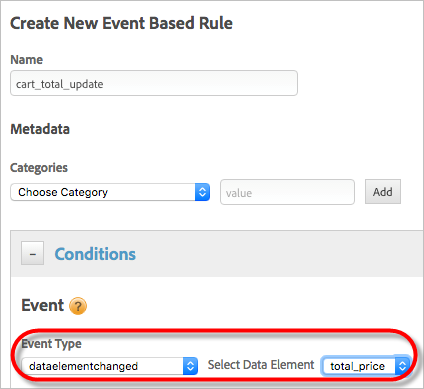 Create New Event Based Rule
Name
cart_total_update
Metadata
Categories
Choose Category value Add
− Conditions
Event ?
Event Type
dataelementchanged Select Data Element total_price